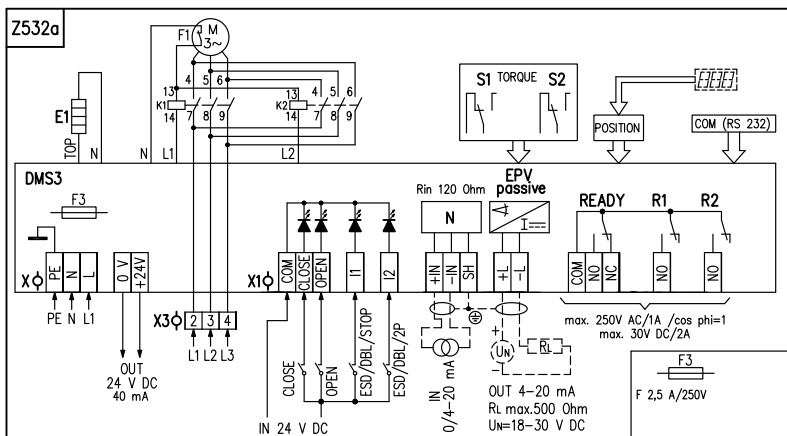 Z532a
F1
M
3~
4 5 6
13
K1
14
7 8 9
13
K2
14
4 5 6
7 8 9
E1
TOP
N
N
L1
L2
S1 TORQUE S2
POSITION
COM (RS 232)
DMS3
F3
Rin 120 Ohm
N
EPV
passive
READY R1 R2
X
PE
N
L
0 V
+24V
X1
COM
CLOSE
OPEN
I1
I2
+IN
-IN
SH
+L
-L
COM
NO
NC
NO
NO
PE N L1
X3
2 3 4
L1 L2 L3
OUT
24 V DC
40 mA
CLOSE
OPEN
ESD/DBL/STOP
ESD/DBL/2P
IN 24 V DC
IN
0/4-20 mA
+
UN
-
RL
OUT 4-20 mA
RL max.500 Ohm
UN=18-30 V DC
max. 250V AC/1A /cos phi=1
max. 30V DC/2A
F3
F 2,5 A/250V